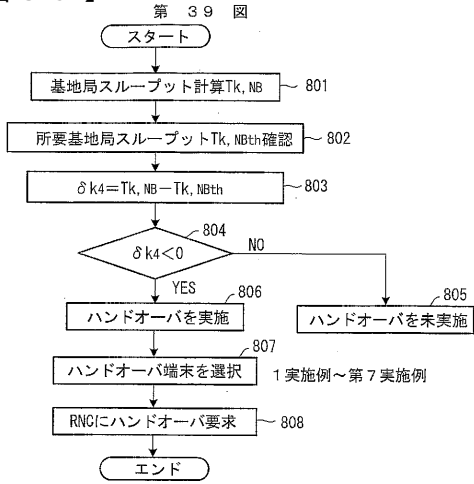 第 39 図
スタート
基地局スループット計算Tk,NB
801
所要基地局スループットTk,NBth確認
802
δk4=Tk,NB−Tk,NBth
803
804
δk4<0
NO
YES
805
806
ハンドオーバを実施
ハンドオーバを未実施
807
ハンドオーバ端末を選択
1実施例~第7実施例
RNCにハンドオーバ要求
808
エンド